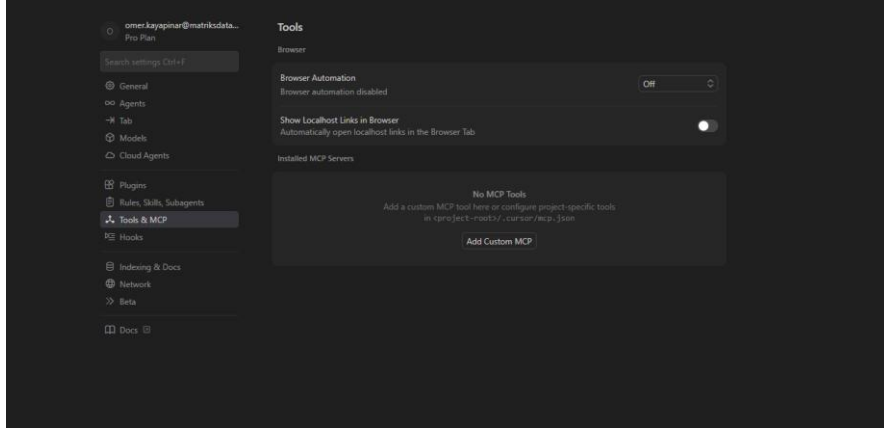 O
omer.kayapinar@matriksdata...
Pro Plan
Search settings Ctrl+F
General
Agents
Tab
Models
Cloud Agents
Plugins
Rules, Skills, Subagents
Tools & MCP
Hooks
Indexing & Docs
Network
Beta
Docs
Tools
Browser
Browser Automation
Browser automation disabled
Off
Show Localhost Links in Browser
Automatically open localhost links in the Browser Tab
Installed MCP Servers
No MCP Tools
Add a custom MCP tool here or configure project-specific tools
in <project-root>/.cursor/mcp.json
Add Custom MCP